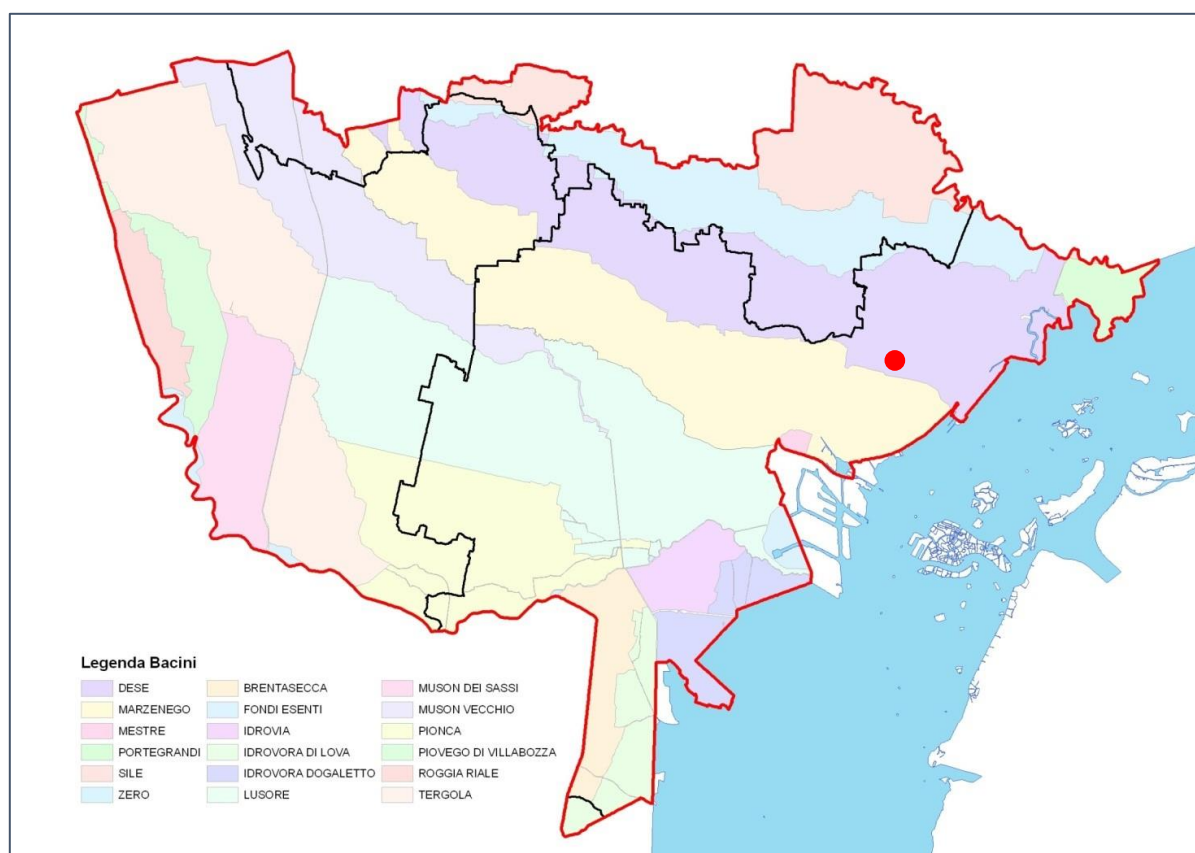 Legenda Bacini
DESE
MARZENEGO
MESTRE
PORTEGRANDI
SILE
ZERO
BRENTASECCA
FONDI ESENTI
IDROVIA
IDROVORA DI LOVA
IDROVORA DOGALETTO
LUSORE
MUSON DEI SASSI
MUSON VECCHIO
PIONCA
PIOVEGO DI VILLABOZZA
ROGGIA RIALE
TERGOLA